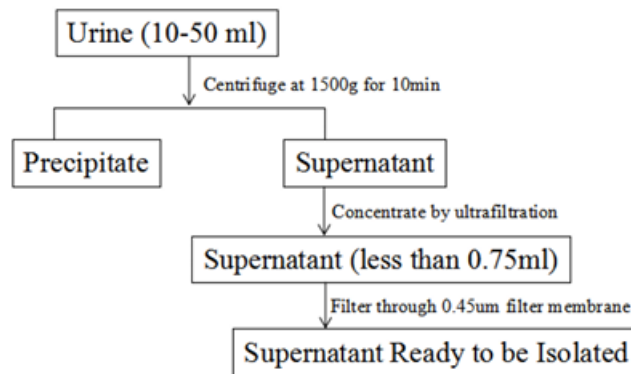 Urine (10-50 ml)
Centrifuge at 1500g for 10min
Precipitate
Supernatant
Concentrate by ultrafiltration
Supernatant (less than 0.75ml)
Filter through 0.45um filter membrane
Supernatant Ready to be Isolated